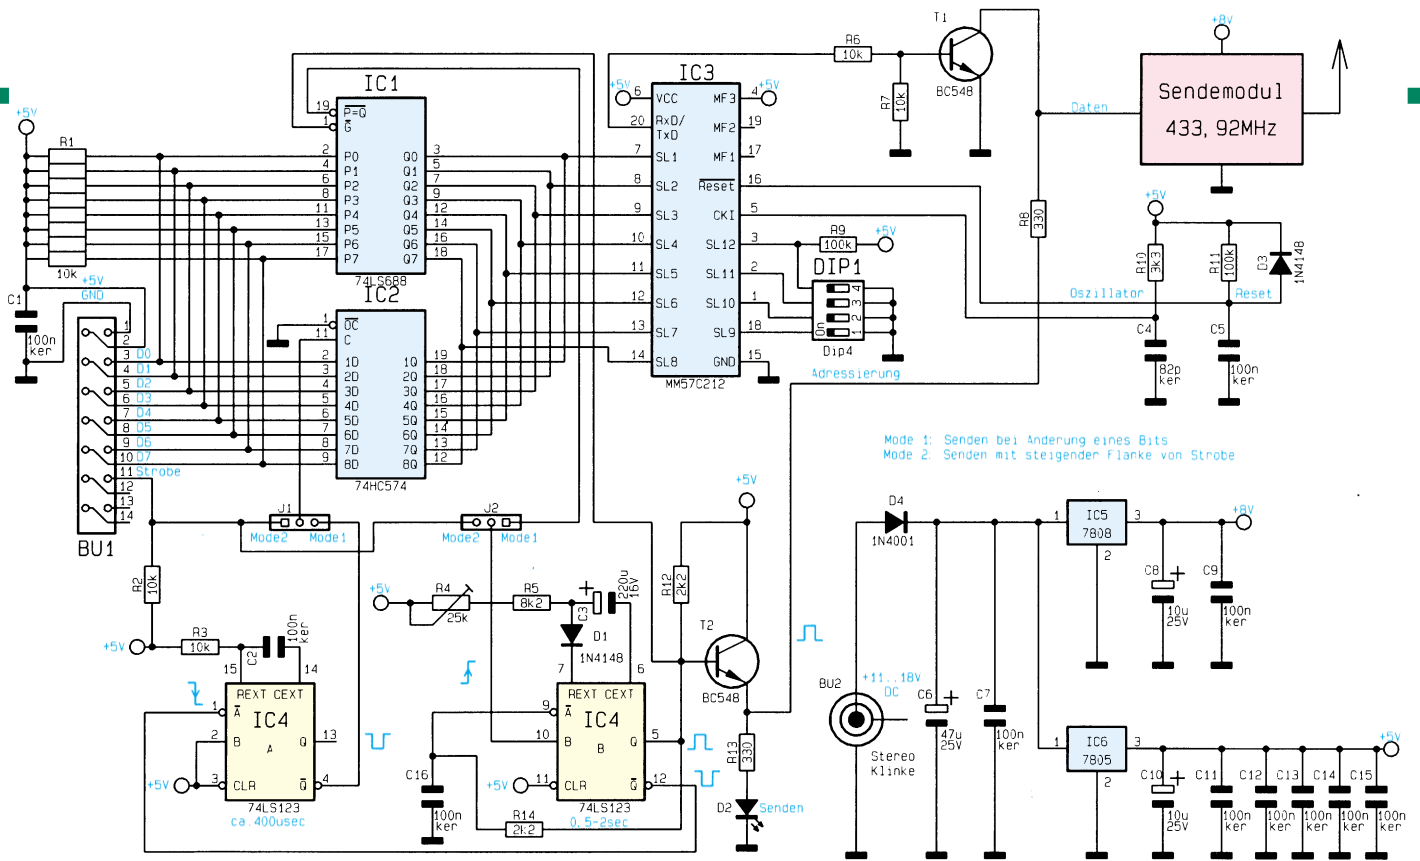 T1
+8V
R6
10k
IC1
IC3
+5V
+5V
BC548
R7
10k
Sendemodul
433,92MHz
Daten
+5V
R1
10k
19
P=Q
1
G
2
P0
Q0
3
4
P1
Q1
5
6
P2
Q2
7
8
P3
Q3
9
11
P4
Q4
12
13
P5
Q5
14
15
P6
Q6
16
17
P7
Q7
18
74LS688
IC2
6
VCC
MF3
4
20
RxD/
TxD
MF2
19
7
SL1
MF1
17
8
SL2
Reset
16
9
SL3
CKI
5
10
SL4
SL12
3
11
SL5
SL11
2
12
SL6
SL10
1
13
SL7
SL9
18
14
SL8
GND
15
MM57C212
R9
100k
+5V
DIP1
4
3
2
1
On
Dip4
Adressierung
R8
330
+5V
R10
3k3
R11
100k
D3
1N4148
Oszillator
Reset
C4
82p
ker
C5
100n
ker
+5V
GND
C1
100n
ker
1
2
3
D0
4
D1
5
D2
6
D3
7
D4
8
D5
9
D6
10
D7
11
Strobe
12
13
14
BU1
1
OC
11
C
2
1D
1Q
19
3
2D
2Q
18
4
3D
3Q
17
5
4D
4Q
16
6
5D
5Q
15
7
6D
6Q
14
8
7D
7Q
13
9
8D
8Q
12
74HC574
Mode 1: Senden bei Anderung eines Bits
Mode 2: Senden mit steigender Flanke von Strobe
J1
Mode2
Mode1
J2
Mode2
Mode1
+5V
R2
10k
+5V
R3
10k
C2
100n
ker
15
14
REXT CEXT
1
A
IC4
A
2
B
Q
13
+5V
3
CLR
Q
4
74LS123
ca.400usec
+5V
R4
25k
R5
8k2
C3
+
220u
16V
D1
1N4148
7
6
REXT CEXT
9
A
IC4
B
10
B
Q
5
+5V
11
CLR
Q
12
74LS123
0,5-2sec
C16
100n
ker
R14
2k2
R12
2k2
T2
BC548
R13
330
D2
Senden
D4
1N4001
BU2
+11..18V
DC
Stereo
Klinke
C6
+
47u
25V
C7
100n
ker
1
IC5
7808
3
2
+8V
C8
+
10u
25V
C9
100n
ker
1
IC6
7805
3
2
+5V
C10
+
10u
25V
C11
100n
ker
C12
100n
ker
C13
100n
ker
C14
100n
ker
C15
100n
ker